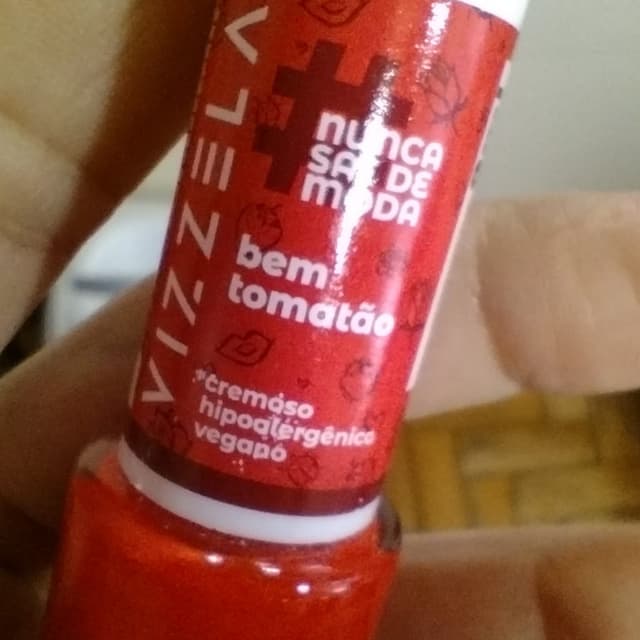 VIZZELA
#
NUNCA
SAI DE
MODA
bem
tomatão
*cremoso
hipoalergênico
vegano